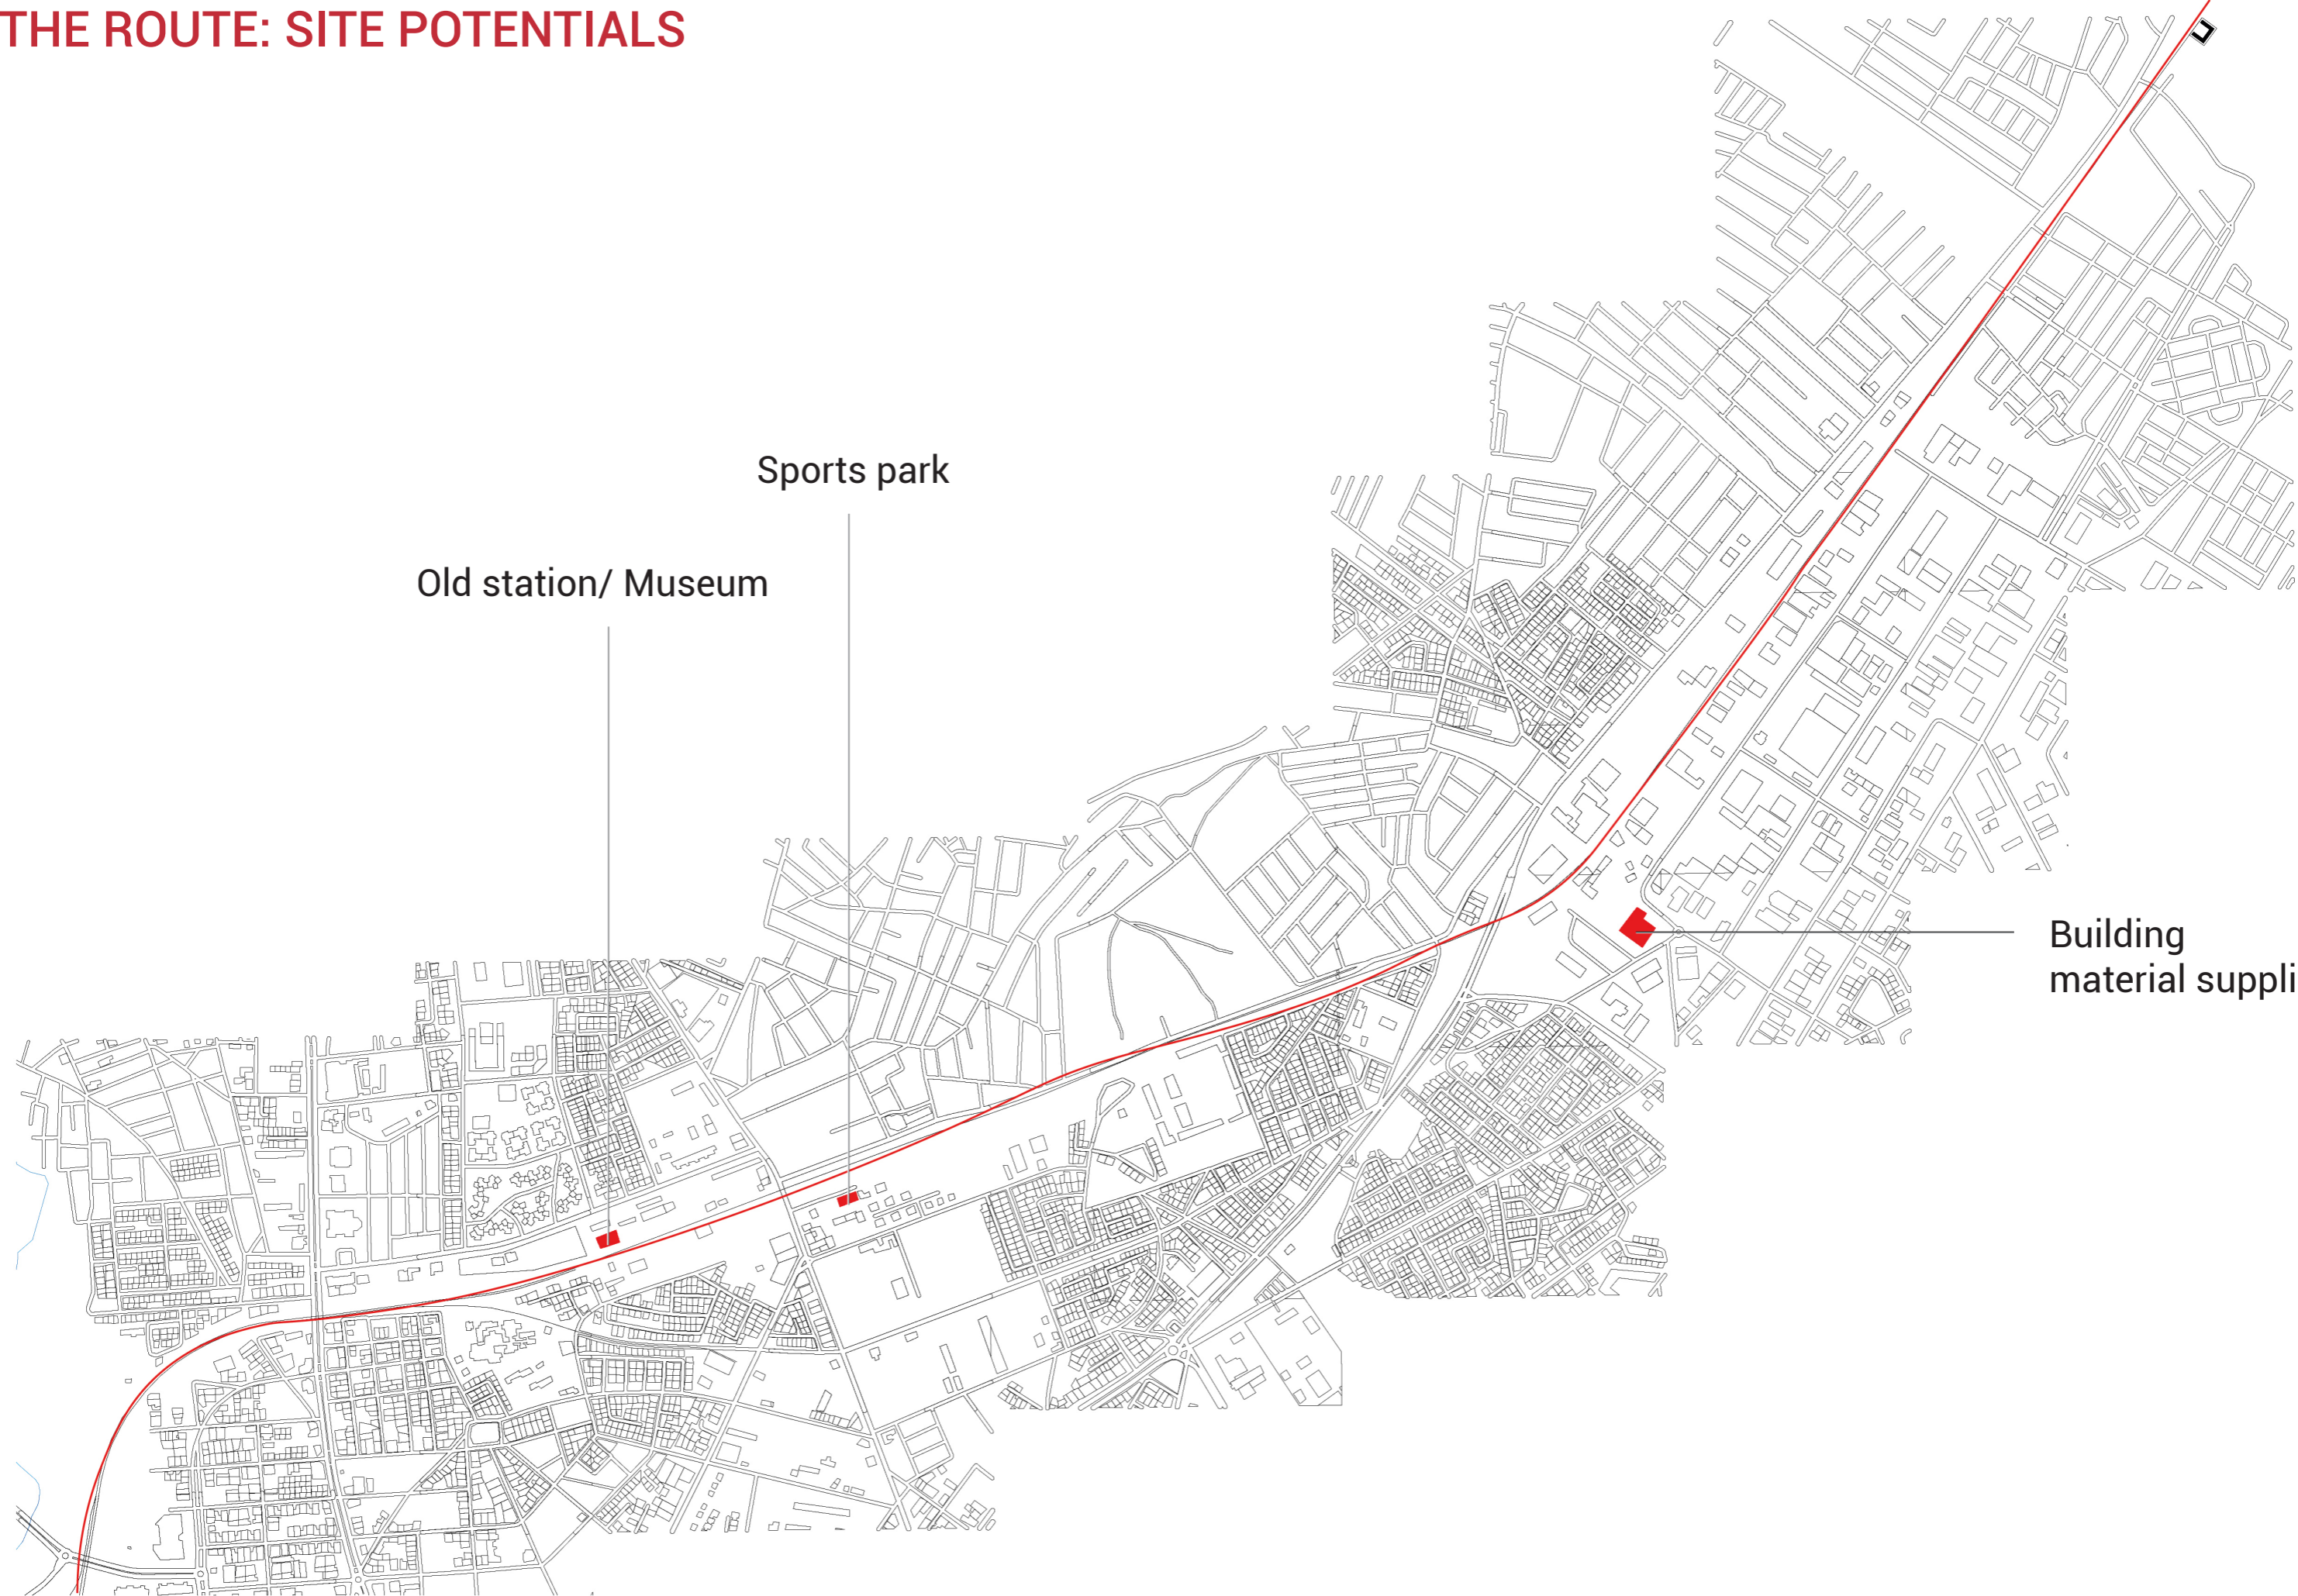 THE ROUTE: SITE POTENTIALS
Sports park
Old station/ Museum
Building
material suppli